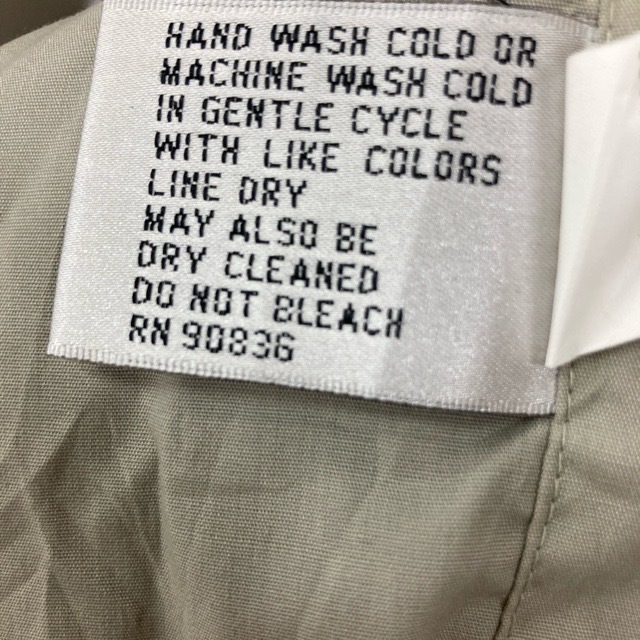 HAND WASH COLD OR
MACHINE WASH COLD
IN GENTLE CYCLE
WITH LIKE COLORS
LINE DRY
MAY ALSO BE
DRY CLEANED
DO NOT BLEACH
RN 90836